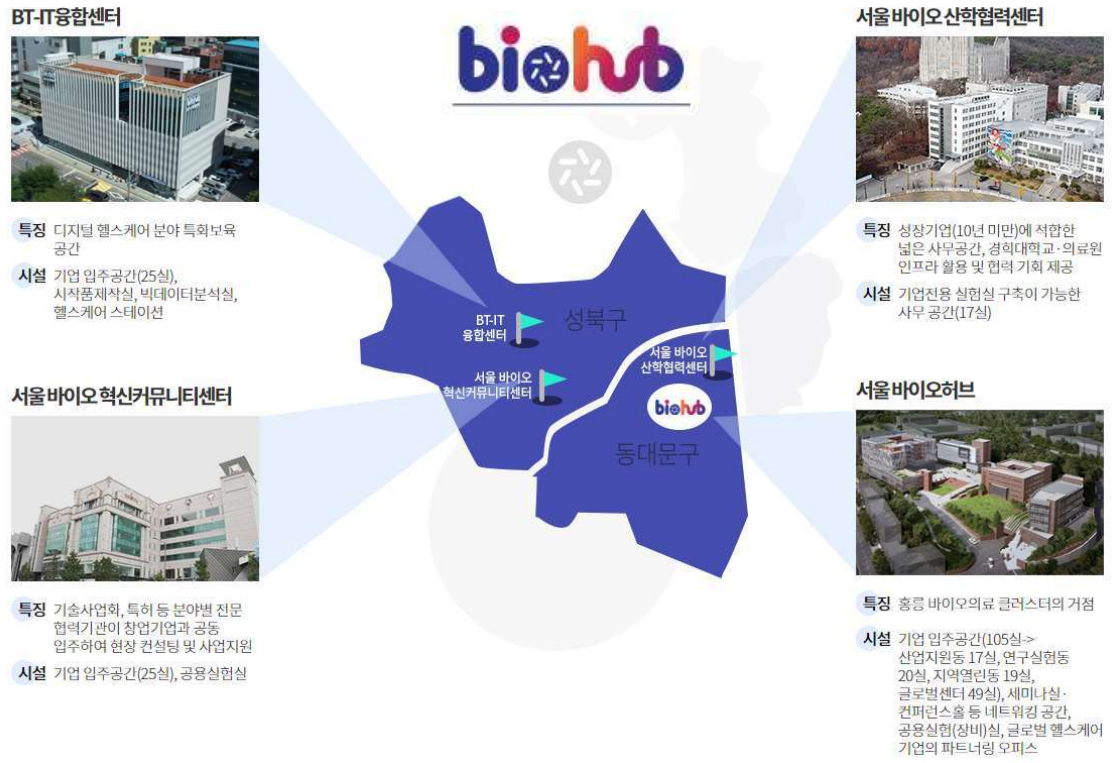 BT-IT융합센터
특징 디지털 헬스케어 분야 특화보육
공간
시설 기업 입주공간(25실),
시작품제작실, 빅데이터분석실,
헬스케어 스테이션
서울 바이오 혁신커뮤니티센터
특징 기술사업화, 특허 등 분야별 전문
협력기관이 창업기업과 공동
입주하여 현장 컨설팅 및 사업지원
시설 기업 입주공간(25실), 공용실험실
biohub
성북구
BT-IT
융합센터
서울 바이오
혁신커뮤니티센터
서울 바이오
산학협력센터
biohub
동대문구
서울 바이오 산학협력센터
특징 성장기업(10년 미만)에 적합한
넓은 사무공간, 경희대학교·의료원
인프라 활용 및 협력 기회 제공
시설 기업전용 실험실 구축이 가능한
사무 공간(17실)
서울 바이오허브
특징 홍릉 바이오의료 클러스터의 거점
시설 기업 입주공간(105실->
산업지원동 17실, 연구실험동
20실, 지역열린동 19실,
글로벌센터 49실), 세미나실·
컨퍼런스홀 등 네트워킹 공간,
공용실험(장비)실, 글로벌 헬스케어
기업의 파트너링 오피스